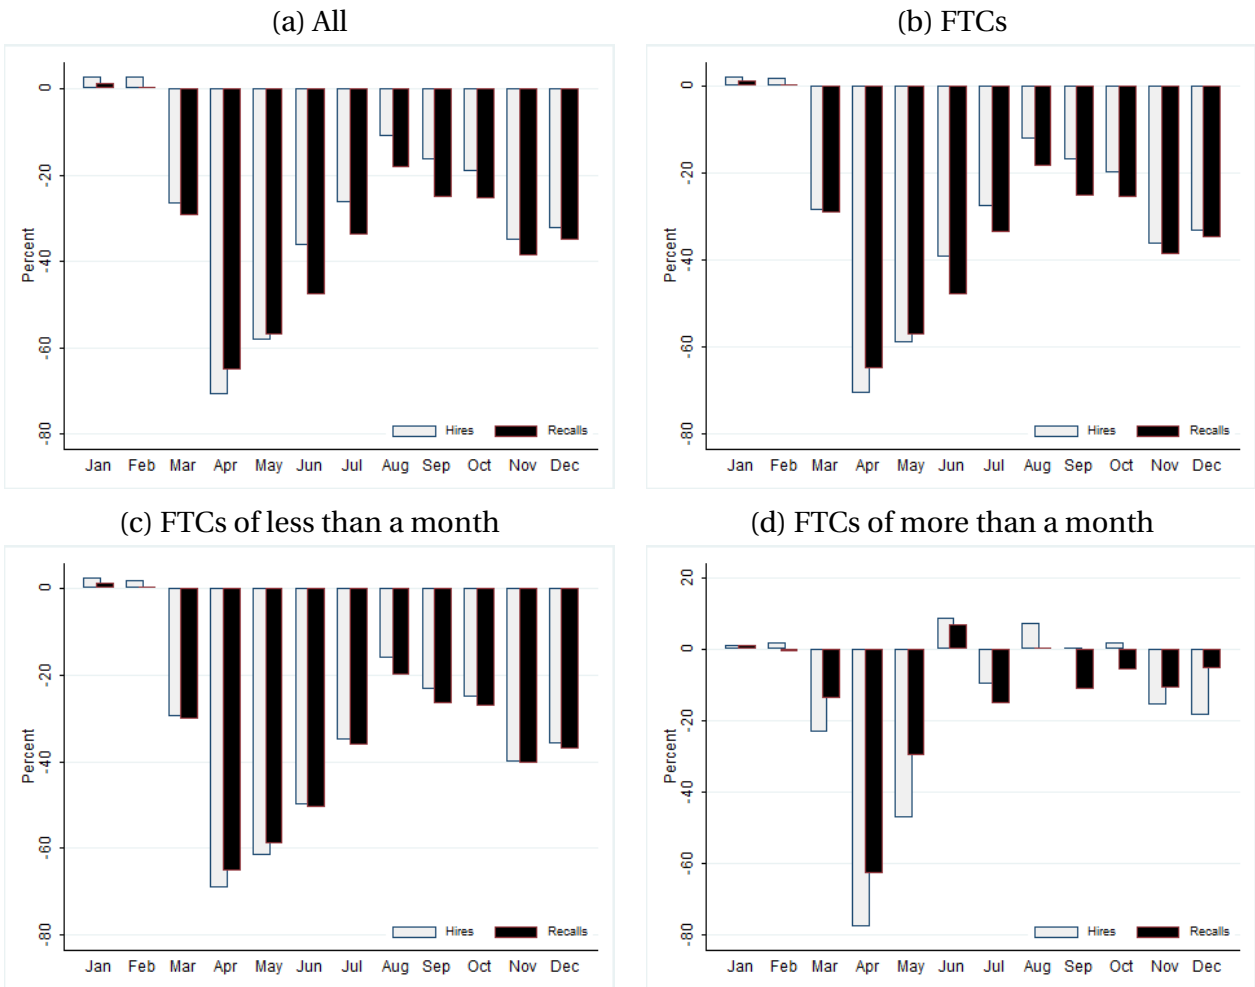 (a) All
0
-20
-40
-60
-80
Percent
Hires Recalls
Jan Feb Mar Apr May Jun Jul Aug Sep Oct Nov Dec
(b) FTCs
0
-20
-40
-60
-80
Percent
Hires Recalls
Jan Feb Mar Apr May Jun Jul Aug Sep Oct Nov Dec
(c) FTCs of less than a month
0
-20
-40
-60
-80
Percent
Hires Recalls
Jan Feb Mar Apr May Jun Jul Aug Sep Oct Nov Dec
(d) FTCs of more than a month
20
0
-20
-40
-60
-80
Percent
Hires Recalls
Jan Feb Mar Apr May Jun Jul Aug Sep Oct Nov Dec